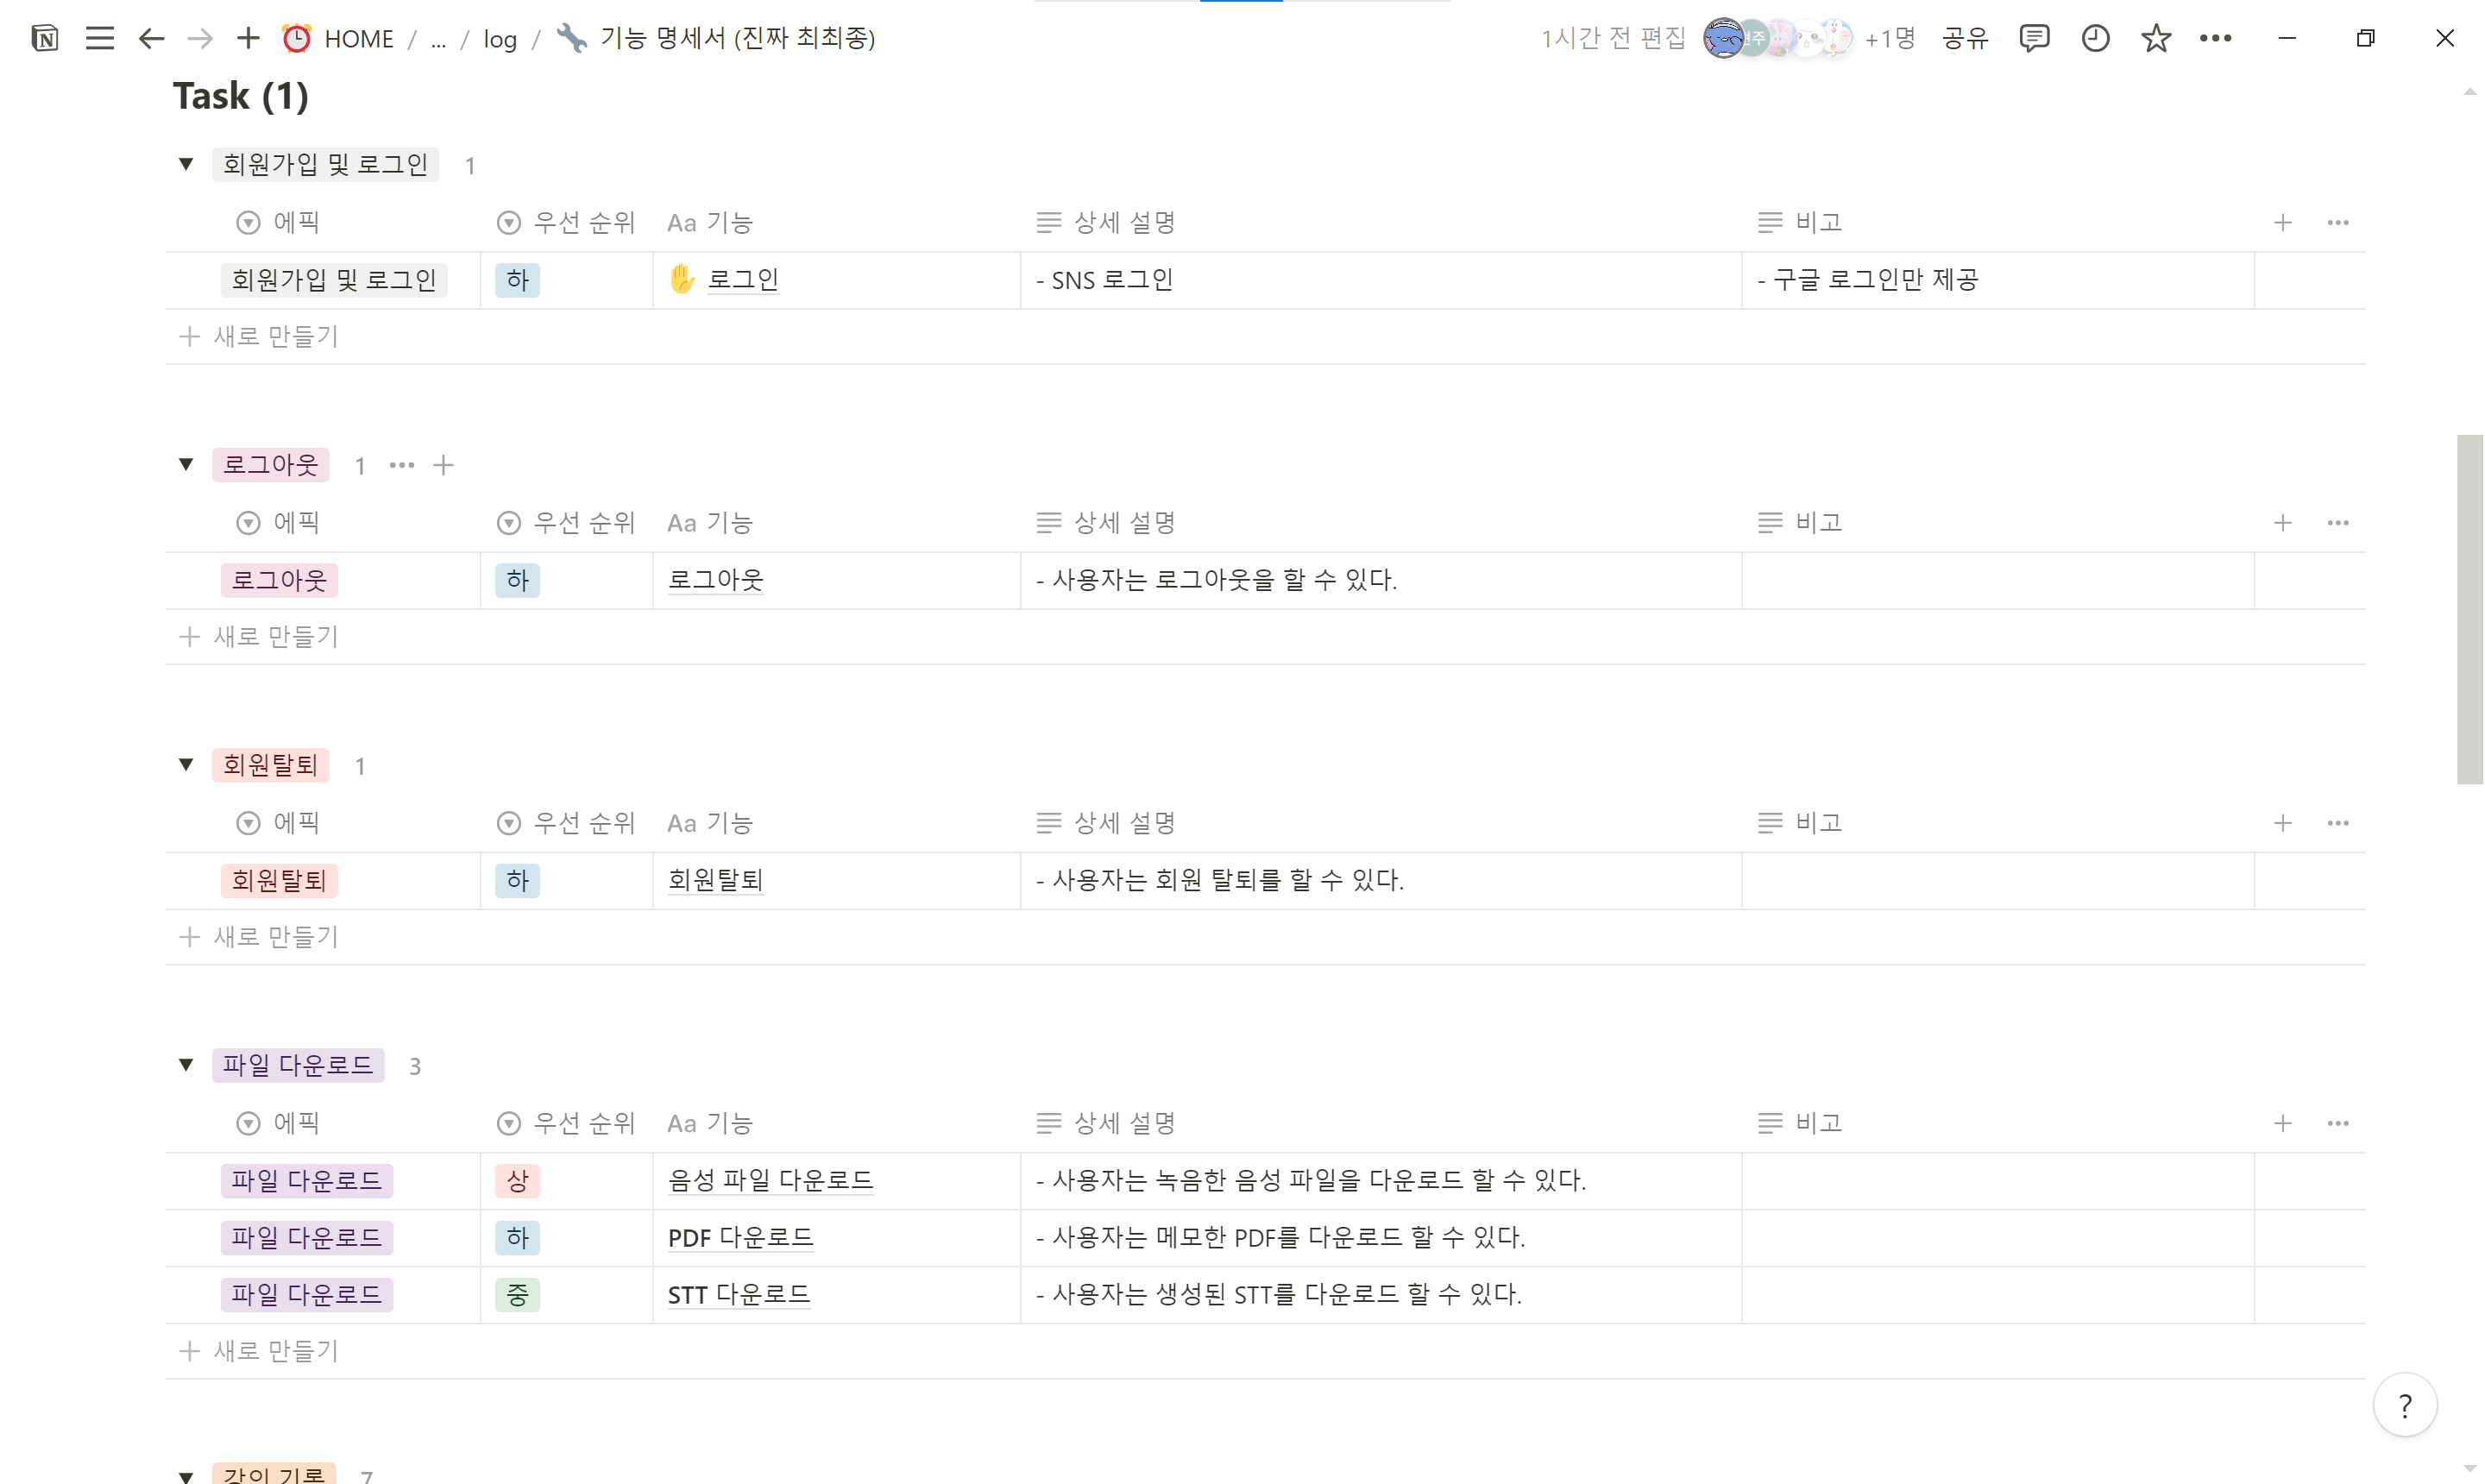 HOME / ... / log / 기능 명세서 (진짜 최최종)
1시간 전 편집 +1명 공유
Task (1)
회원가입 및 로그인 1
에픽 우선 순위 Aa 기능 상세 설명 비고
회원가입 및 로그인 하 로그인 - SNS 로그인 - 구글 로그인만 제공
새로 만들기
로그아웃 1
에픽 우선 순위 Aa 기능 상세 설명 비고
로그아웃 하 로그아웃 - 사용자는 로그아웃을 할 수 있다.
새로 만들기
회원탈퇴 1
에픽 우선 순위 Aa 기능 상세 설명 비고
회원탈퇴 하 회원탈퇴 - 사용자는 회원 탈퇴를 할 수 있다.
새로 만들기
파일 다운로드 3
에픽 우선 순위 Aa 기능 상세 설명 비고
파일 다운로드 상 음성 파일 다운로드 - 사용자는 녹음한 음성 파일을 다운로드 할 수 있다.
파일 다운로드 하 PDF 다운로드 - 사용자는 메모한 PDF를 다운로드 할 수 있다.
파일 다운로드 중 STT 다운로드 - 사용자는 생성된 STT를 다운로드 할 수 있다.
새로 만들기
?
강의 기록 7